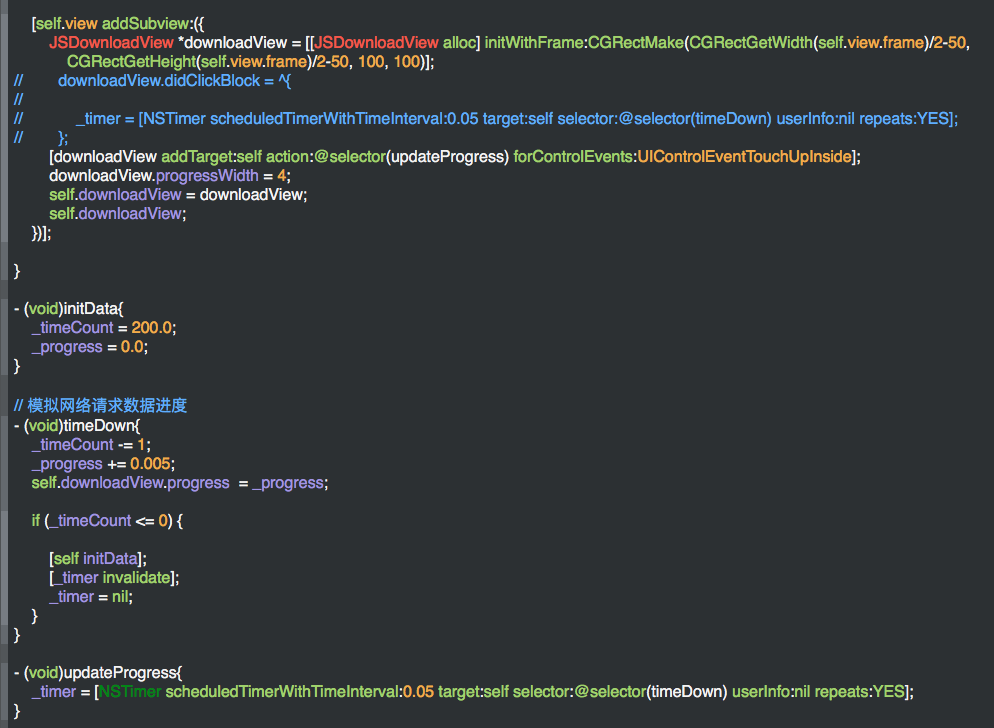 [self.view addSubview:({
JSDownloadView *downloadView = [[JSDownloadView alloc] initWithFrame:CGRectMake(CGRectGetWidth(self.view.frame)/2-50,
CGRectGetHeight(self.view.frame)/2-50, 100, 100)];
// downloadView.didClickBlock = ^{
//
// _timer = [NSTimer scheduledTimerWithTimeInterval:0.05 target:self selector:@selector(timeDown) userInfo:nil repeats:YES];
// };
[downloadView addTarget:self action:@selector(updateProgress) forControlEvents:UIControlEventTouchUpInside];
downloadView.progressWidth = 4;
self.downloadView = downloadView;
self.downloadView;
})];
}
- (void)initData{
_timeCount = 200.0;
_progress = 0.0;
}
// 模拟网络请求数据进度
- (void)timeDown{
_timeCount -= 1;
_progress += 0.005;
self.downloadView.progress  = _progress;
if (_timeCount <= 0) {
[self initData];
[_timer invalidate];
_timer = nil;
}
}
- (void)updateProgress{
_timer = [NSTimer scheduledTimerWithTimeInterval:0.05 target:self selector:@selector(timeDown) userInfo:nil repeats:YES];
}